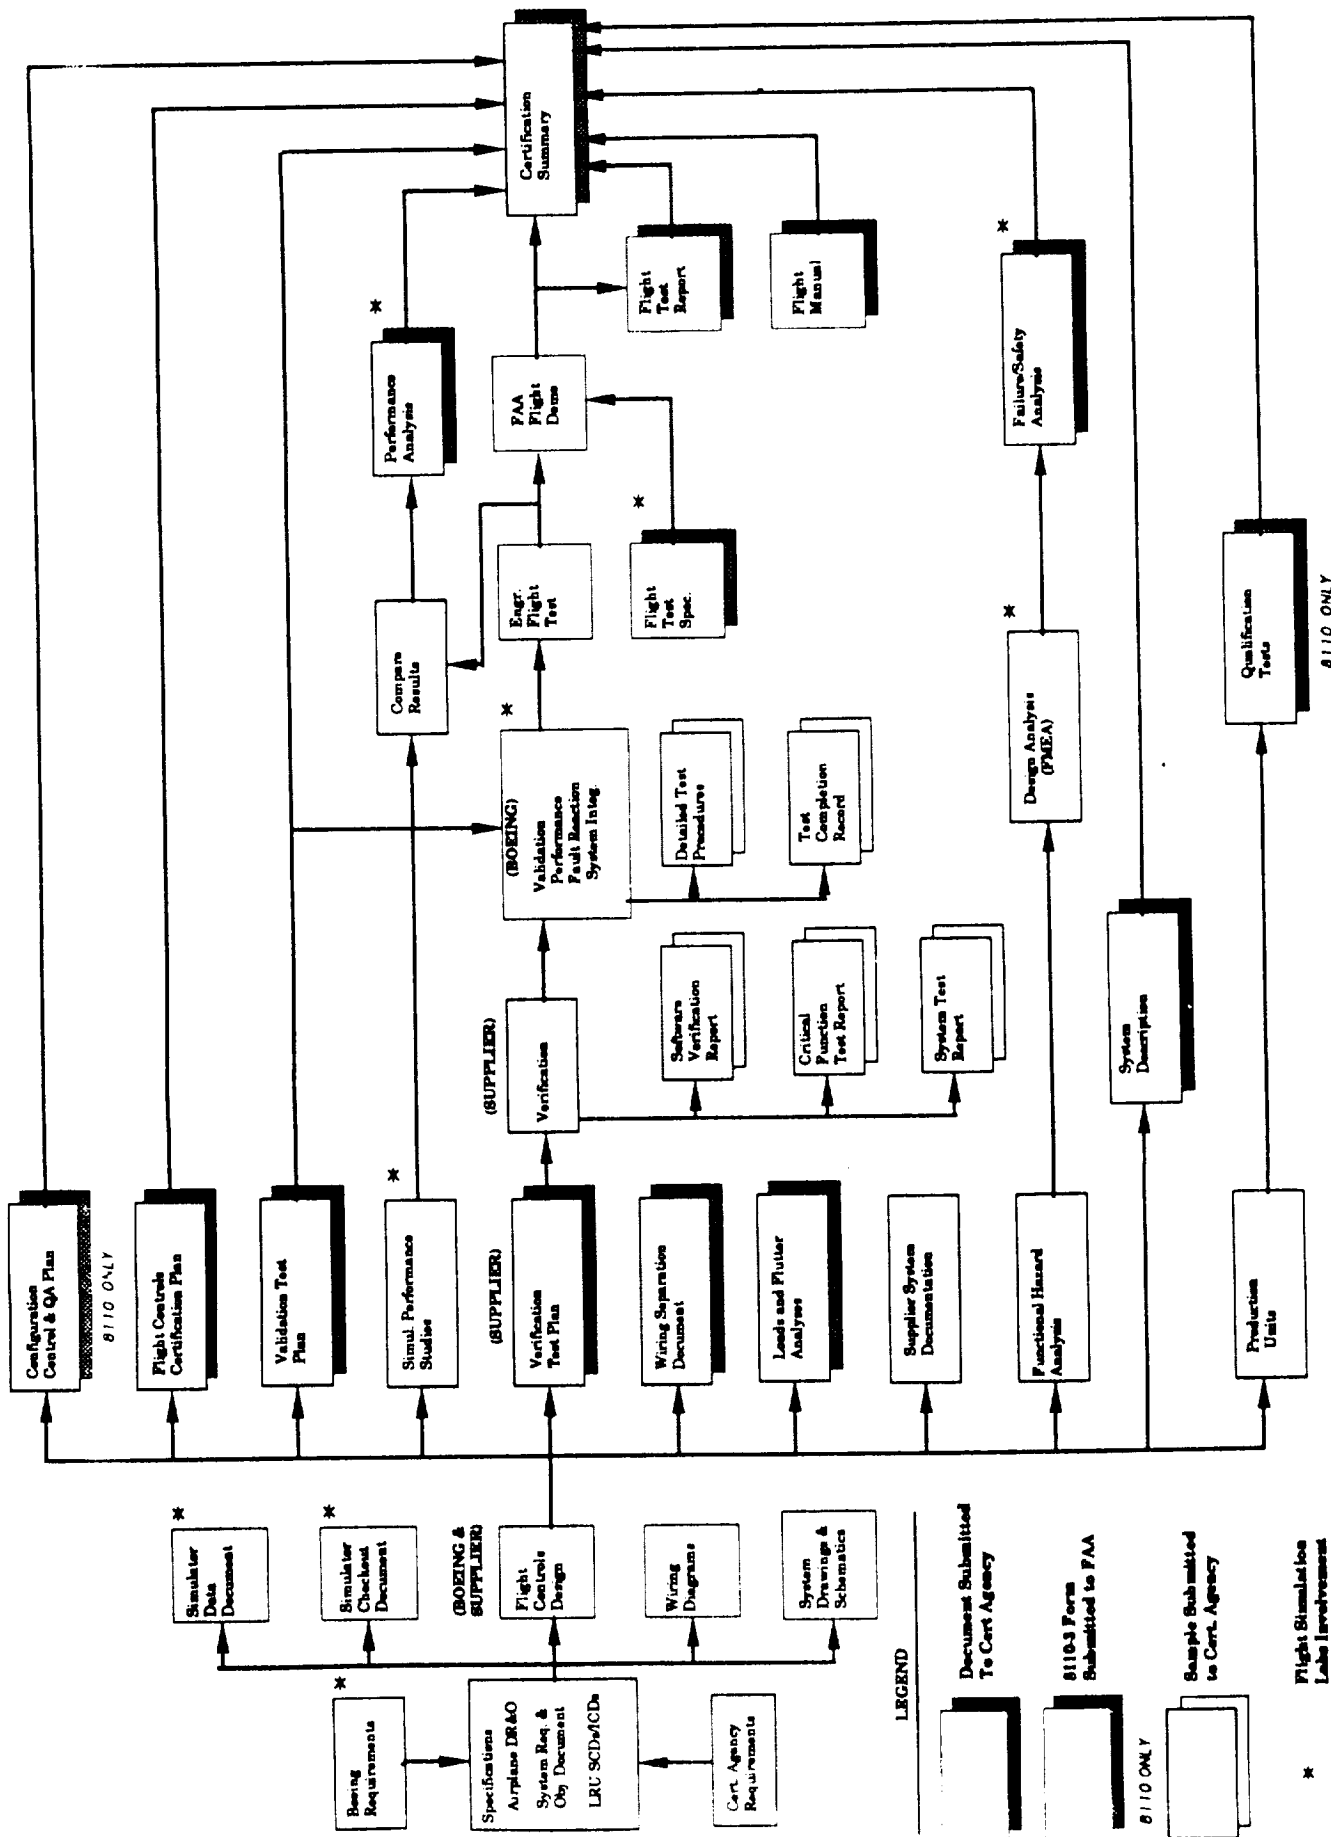 Boeing
Requirements
*
Specifications
Airplane DR&O
System Req. &
Obj Document
LRU SCDs/ICDs
Cert. Agency
Requirements
Simulator
Data
Document
*
Simulator
Checkout
Document
*
(BOEING &
SUPPLIER)
Flight
Controls
Design
Wiring
Diagrams
System
Drawings &
Schematics
Configuration
Control & QA Plan
8110 ONLY
Flight Controls
Certification Plan
Validation Test
Plan
Simul. Performance
Studies
*
(SUPPLIER)
Verification
Test Plan
Wiring Separation
Document
Loads and Flutter
Analyses
Supplier System
Documentation
Functional Hazard
Analysis
Production
Units
(SUPPLIER)
Verification
Software
Verification
Report
Critical
Function
Test Report
System Test
Report
System
Description
(BOEING)
Validation
Performance
Fault Reaction
System Integ.
*
Detailed Test
Procedures
Test
Completion
Record
Design Analysis
(FMEA)
*
Qualification
Tests
8110 ONLY
Compare
Results
Engr.
Flight
Test
Flight
Test
Spec.
*
Performance
Analysis
*
FAA
Flight
Demo
Failure/Safety
Analysis
*
Flight
Test
Report
Flight
Manual
Certification
Summary
LEGEND
Document Submitted
To Cert Agency
8110-3 Form
Submitted to FAA
8110 ONLY
Sample Submitted
to Cert. Agency
*
Flight Simulation
Labs Involvement